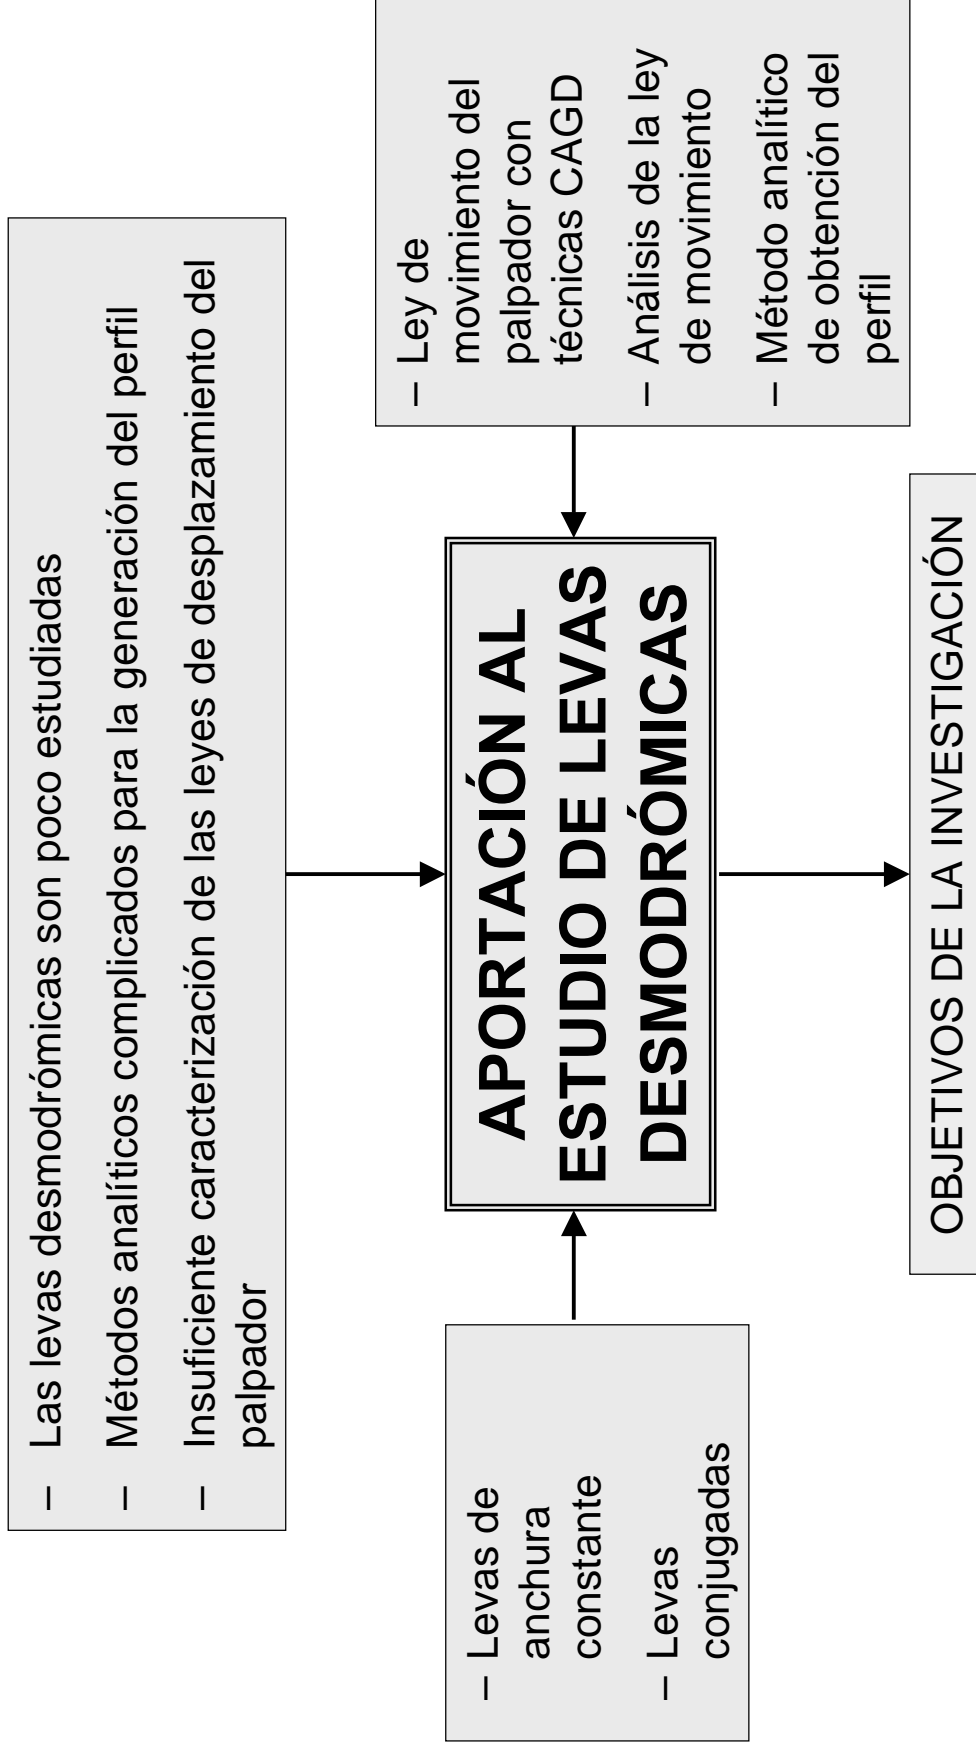 – Las levas desmodrómicas son poco estudiadas
– Métodos analíticos complicados para la generación del perfil
– Insuficiente caracterización de las leyes de desplazamiento del
palpador
– Levas de
anchura
constante
– Levas
conjugadas
APORTACIÓN AL
ESTUDIO DE LEVAS
DESMODRÓMICAS
– Ley de
movimiento del
palpador con
técnicas CAGD
– Análisis de la ley
de movimiento
– Método analítico
de obtención del
perfil
OBJETIVOS DE LA INVESTIGACIÓN